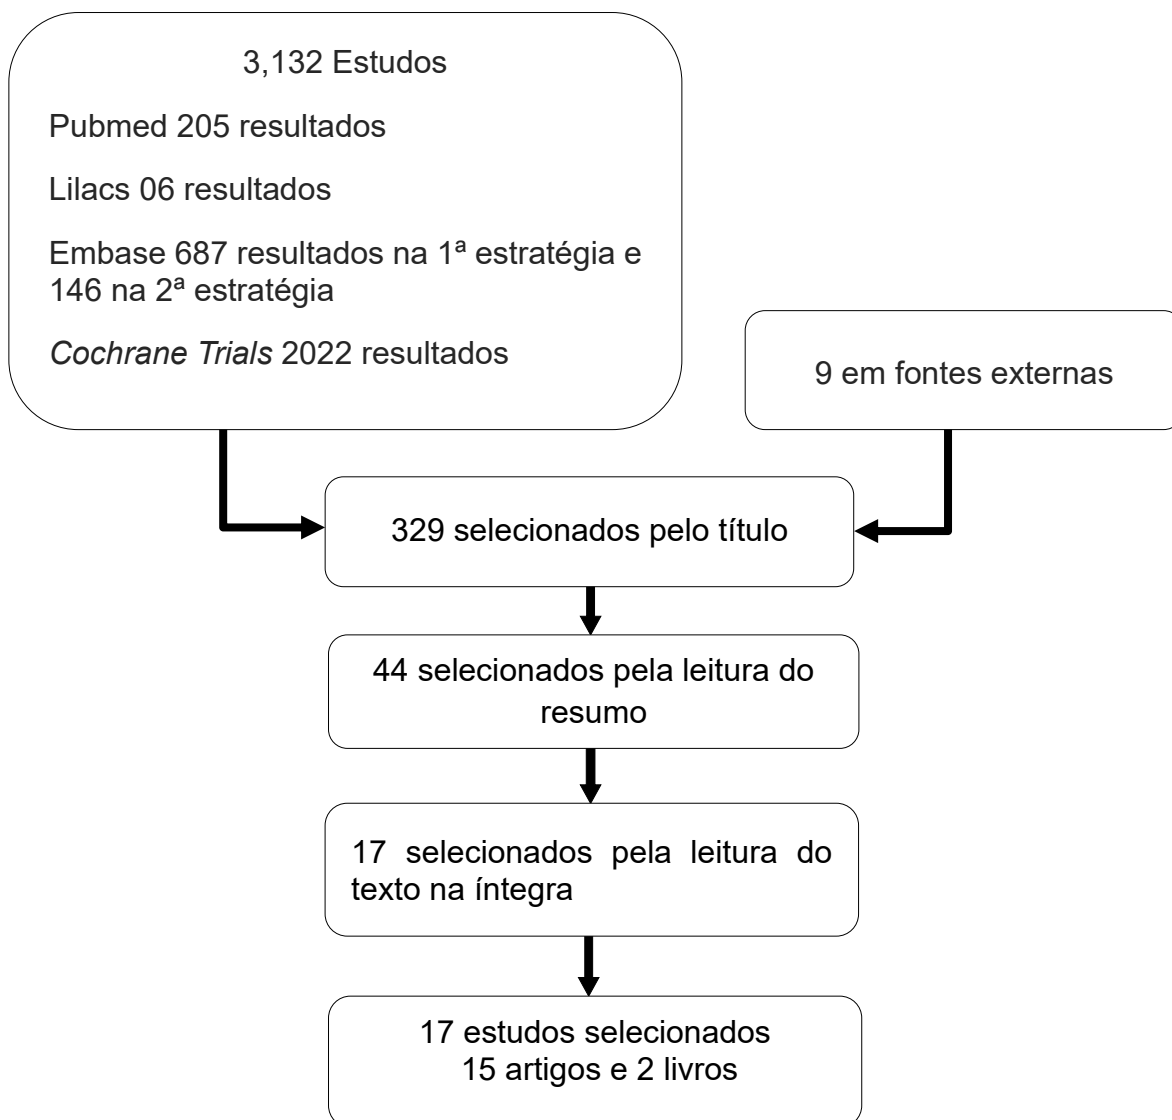 3,132 Estudos
Pubmed 205 resultados
Lilacs 06 resultados
Embase 687 resultados na 1ª estratégia e
146 na 2ª estratégia
Cochrane Trials 2022 resultados
9 em fontes externas
329 selecionados pelo título
44 selecionados pela leitura do
resumo
17 selecionados pela leitura do
texto na íntegra
17 estudos selecionados
15 artigos e 2 livros